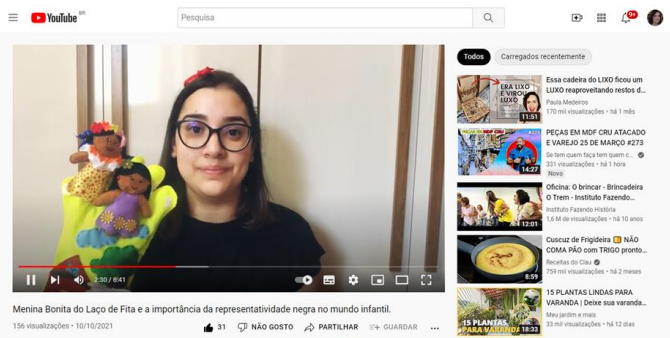 YouTube BR
Pesquisa
9+
Todos
Carregados recentemente
ERA LIXO
E VIROU
LUXO
11:51
Essa cadeira do LIXO ficou um
LUXO reaproveitando restos d...
Paula Medeiros
170 mil visualizações • há 1 mês
14:27
PEÇAS EM MDF CRU ATACADO
E VAREJO 25 DE MARÇO #273
Se tem quem faça tem quem c...
331 visualizações • há 1 hora
Novo
12:01
Oficina: O brincar - Brincadeira
O Trem - Instituto Fazendo...
Instituto Fazendo História
1,6 M de visualizações • há 10 anos
8:59
Cuscuz de Frigideira NÃO
COMA PÃO com TRIGO pronto...
Receitas do Clau
759 mil visualizações • há 2 meses
15 PLANTAS
PARA VARANDA
18:33
15 PLANTAS LINDAS PARA
VARANDA | Deixe sua varanda...
Meu jardim e mais
33 mil visualizações • há 12 dias
2:30 / 6:41
Menina Bonita do Laço de Fita e a importância da representatividade negra no mundo infantil.
156 visualizações • 10/10/2021
31 NÃO GOSTO PARTILHAR GUARDAR ...